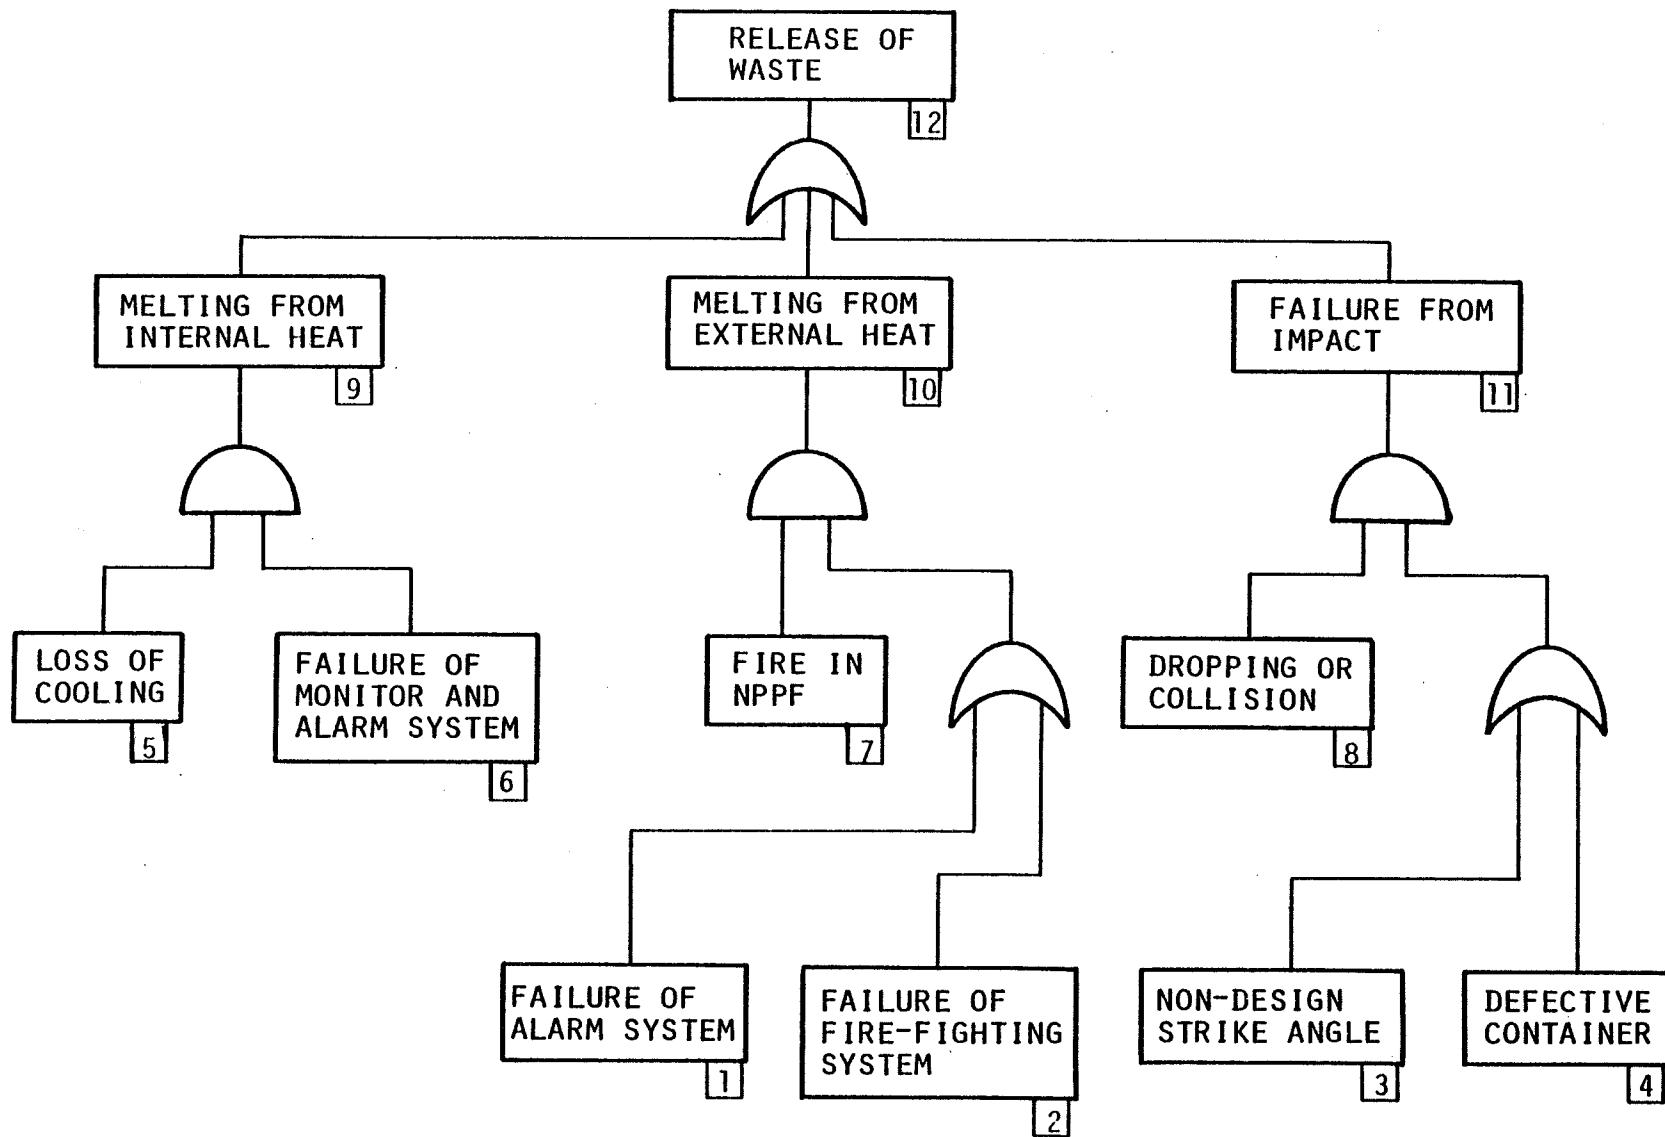 RELEASE OF
WASTE
12
MELTING FROM
INTERNAL HEAT
9
MELTING FROM
EXTERNAL HEAT
10
FAILURE FROM
IMPACT
11
LOSS OF
COOLING
5
FAILURE OF
MONITOR AND
ALARM SYSTEM
6
FIRE IN
NPPF
7
DROPPING OR
COLLISION
8
FAILURE OF
ALARM SYSTEM
1
FAILURE OF
FIRE-FIGHTING
SYSTEM
2
NON-DESIGN
STRIKE ANGLE
3
DEFECTIVE
CONTAINER
4